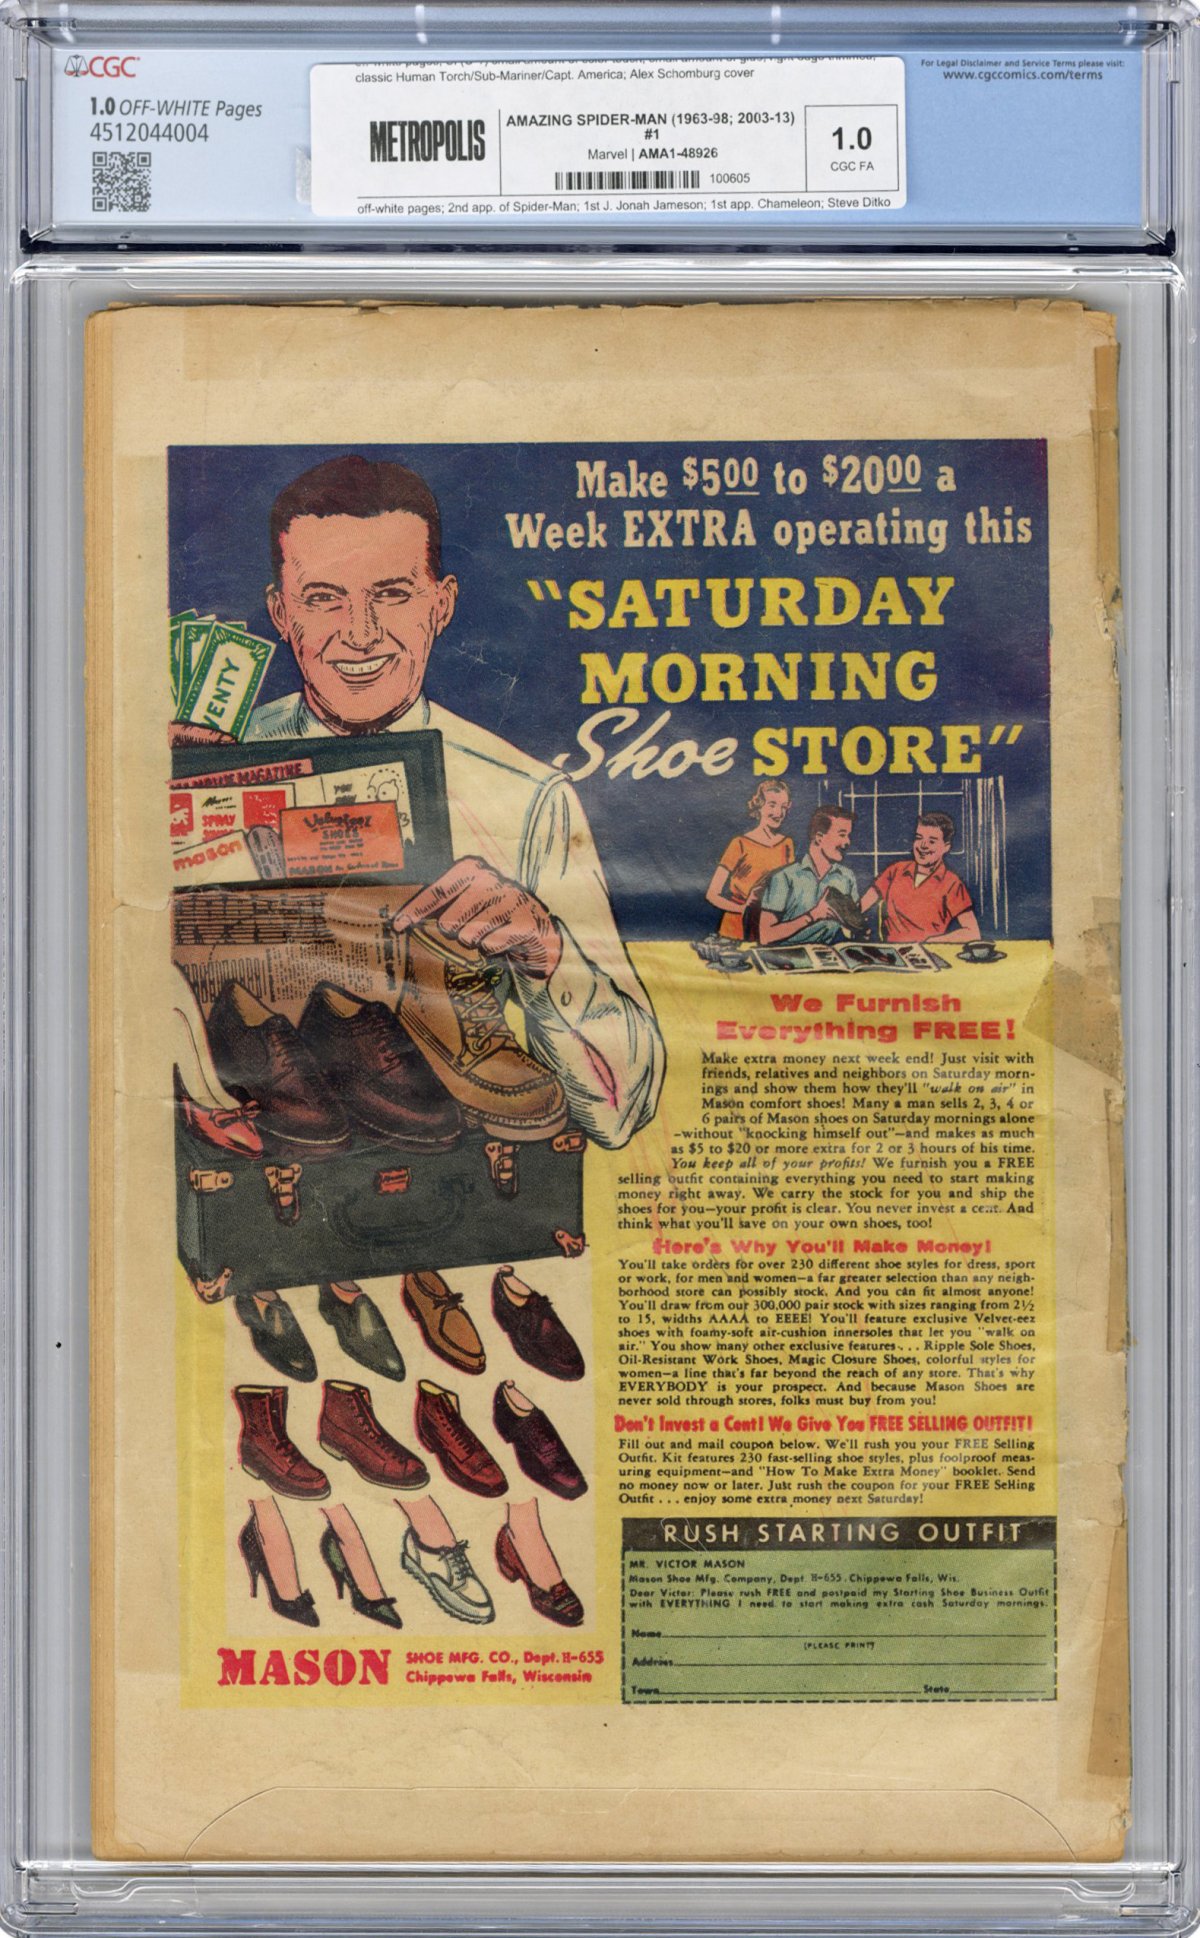 CGC
1.0 OFF-WHITE Pages
4512044004
classic Human Torch/Sub-Mariner/Capt. America; Alex Schomburg cover
METROPOLIS
AMAZING SPIDER-MAN (1963-98; 2003-13)
#1
Marvel | AMA1-48926
100605
1.0
CGC FA
off-white pages; 2nd app. of Spider-Man; 1st J. Jonah Jameson; 1st app. Chameleon; Steve Ditko
For Legal Disclaimer and Service Terms please visit:
www.cgccomics.com/terms
Make $500 to $2000 a
Week EXTRA operating this
"SATURDAY
MORNING
Shoe STORE"
VENTY
MAGAZINE
SPRAY
mason
Velveteez
SHOES
We Furnish
Everything FREE!
Make extra money next week end! Just visit with
friends, relatives and neighbors on Saturday morn-
ings and show them how they'll "walk on air" in
Mason comfort shoes! Many a man sells 2, 3, 4 or
6 pairs of Mason shoes on Saturday mornings alone
-without "knocking himself out"-and makes as much
as $5 to $20 or more extra for 2 or 3 hours of his time.
You keep all of your profits! We furnish you a FREE
selling outfit containing everything you need to start making
money right away. We carry the stock for you and ship the
shoes for you-your profit is clear. You never invest a cent. And
think what you'll save on your own shoes, too!
Here's Why You'll Make Money!
You'll take orders for over 230 different shoe styles for dress, sport
or work, for men and women-a far greater selection than any neigh-
borhood store can possibly stock. And you can fit almost anyone!
You'll draw from our 300,000 pair stock with sizes ranging from 2½
to 15, widths AAAA to EEEE! You'll feature exclusive Velvet-eez
shoes with foamy-soft air-cushion innersoles that let you "walk on
air." You show many other exclusive features . . . Ripple Sole Shoes,
Oil-Resistant Work Shoes, Magic Closure Shoes, colorful styles for
women-a line that's far beyond the reach of any store. That's why
EVERYBODY is your prospect. And because Mason Shoes are
never sold through stores, folks must buy from you!
Don't Invest a Cent! We Give You FREE SELLING OUTFIT!
Fill out and mail coupon below. We'll rush you your FREE Selling
Outfit. Kit features 230 fast-selling shoe styles, plus foolproof meas-
uring equipment-and "How To Make Extra Money" booklet. Send
no money now or later. Just rush the coupon for your FREE Selling
Outfit . . . enjoy some extra money next Saturday!
RUSH STARTING OUTFIT
MR. VICTOR MASON
Mason Shoe Mfg. Company, Dept. H-655, Chippewa Falls, Wis.
Dear Victor: Please rush FREE and postpaid my Starting Shoe Business Outfit
with EVERYTHING I need to start making extra cash Saturday mornings.
Name
(PLEASE PRINT)
Address
Town State
MASON SHOE MFG. CO., Dept. H-655
Chippewa Falls, Wisconsin